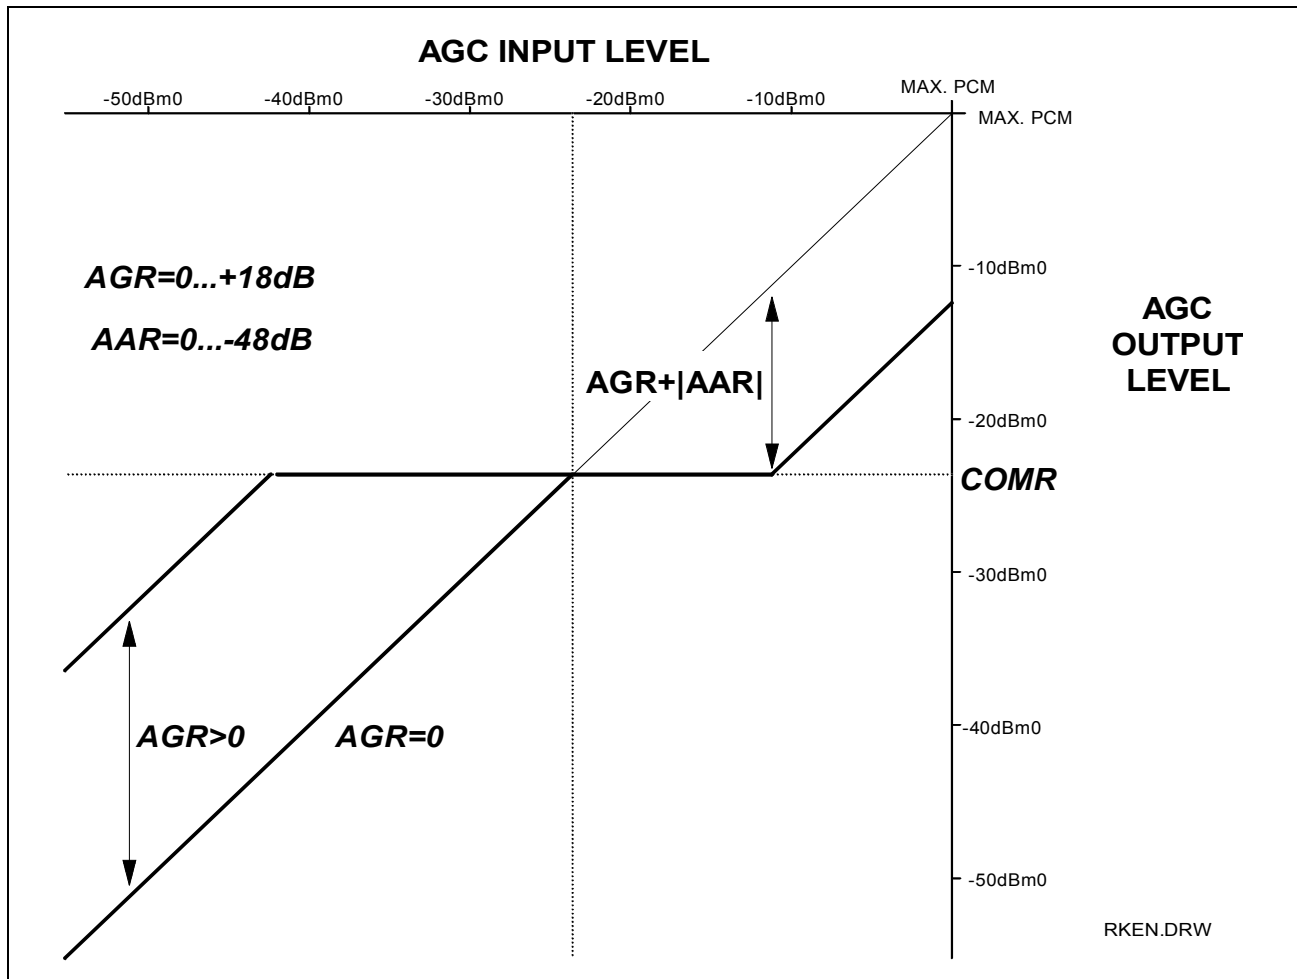 AGC INPUT LEVEL
MAX. PCM
-50dBm0
-40dBm0
-30dBm0
-20dBm0
-10dBm0
MAX. PCM
AGR=0...+18dB
-10dBm0
AAR=0...-48dB
AGC
OUTPUT
LEVEL
AGR+|AAR|
-20dBm0
COMR
-30dBm0
AGR>0
AGR=0
-40dBm0
-50dBm0
RKEN.DRW